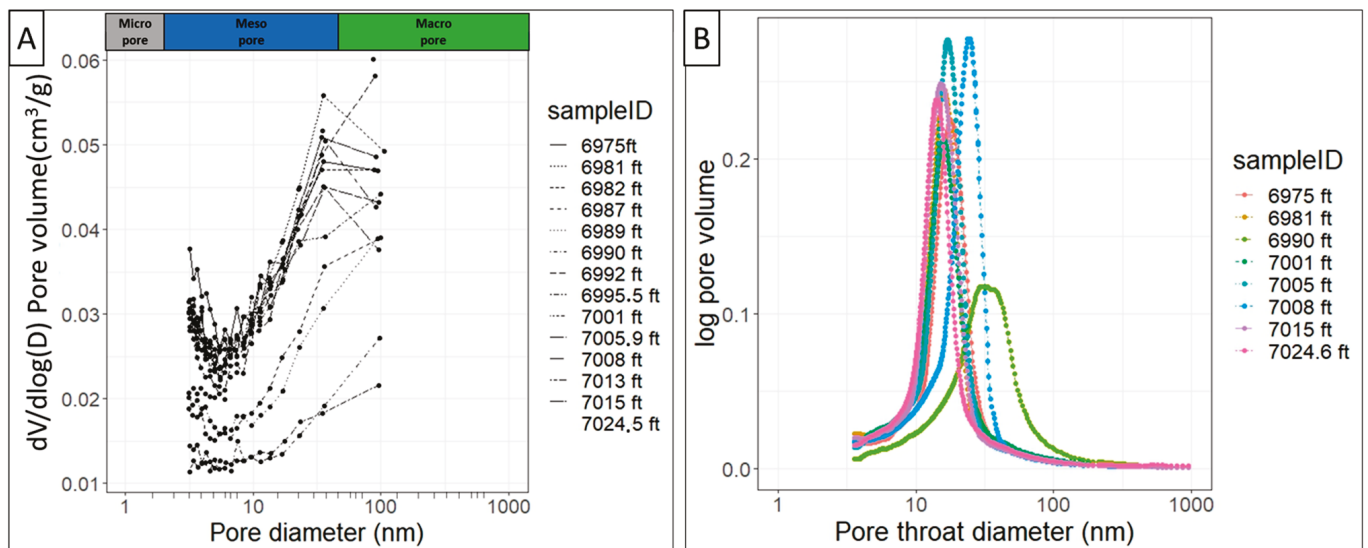 A
Micro
pore
Meso
pore
Macro
pore
dV/dlog(D) Pore volume(cm³/g)
0.06
0.05
0.04
0.03
0.02
0.01
1
10
100
1000
Pore diameter (nm)
sampleID
6975ft
6981 ft
6982 ft
6987 ft
6989 ft
6990 ft
6992 ft
6995.5 ft
7001 ft
7005.9 ft
7008 ft
7013 ft
7015 ft
7024.5 ft
B
log pore volume
0.2
0.1
0.0
1
10
100
1000
Pore throat diameter (nm)
sampleID
6975 ft
6981 ft
6990 ft
7001 ft
7005 ft
7008 ft
7015 ft
7024.6 ft